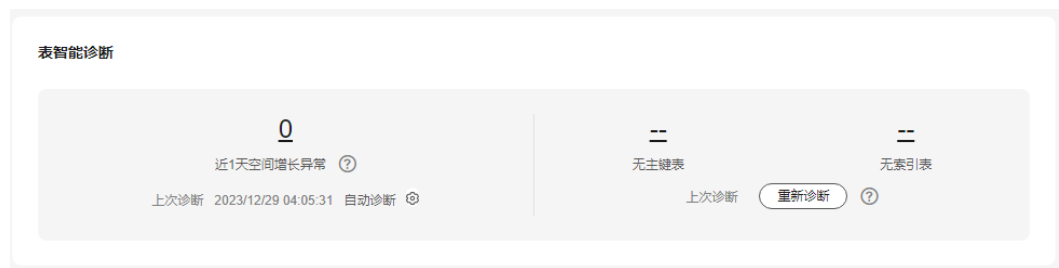 表智能诊断
0
近1天空间增长异常 ?
上次诊断 2023/12/29 04:05:31 自动诊断
-- --
无主键表 无索引表
上次诊断 重新诊断 ?